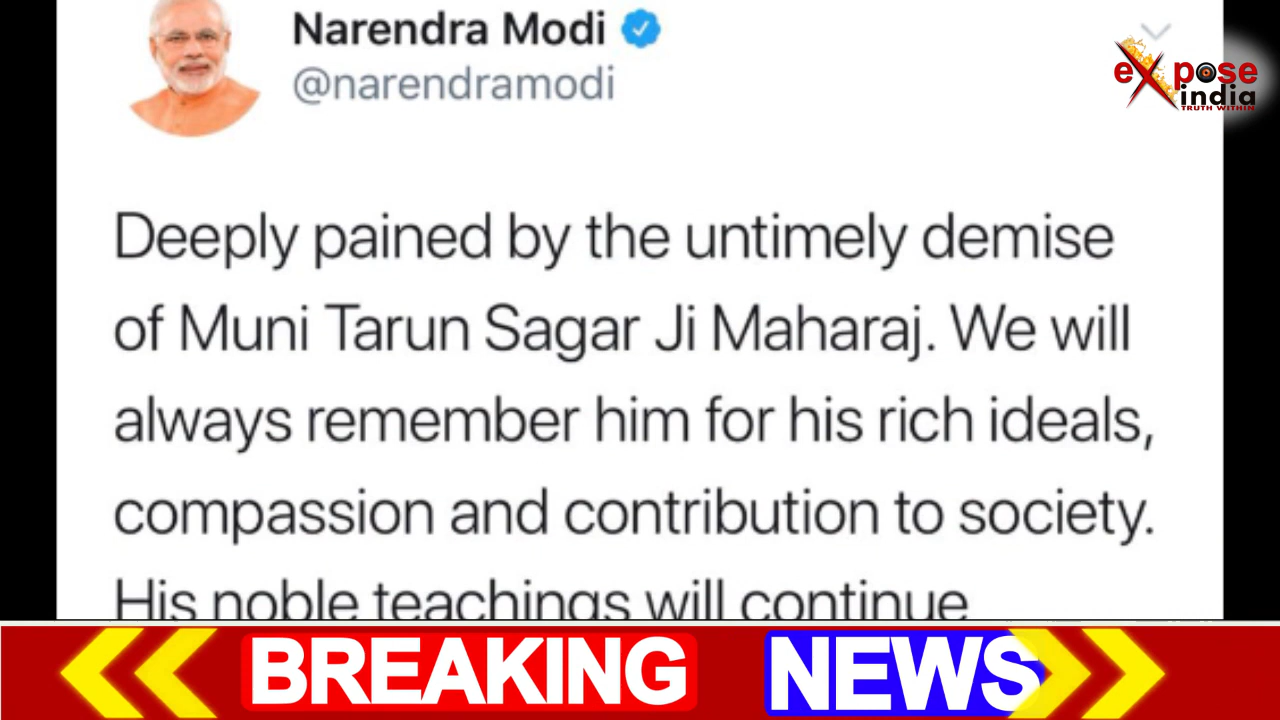 Narendra Modi
@narendramodi
expose
india
TRUTH WITHIN
Deeply pained by the untimely demise
of Muni Tarun Sagar Ji Maharaj. We will
always remember him for his rich ideals,
compassion and contribution to society.
His noble teachings will continue
BREAKING NEWS